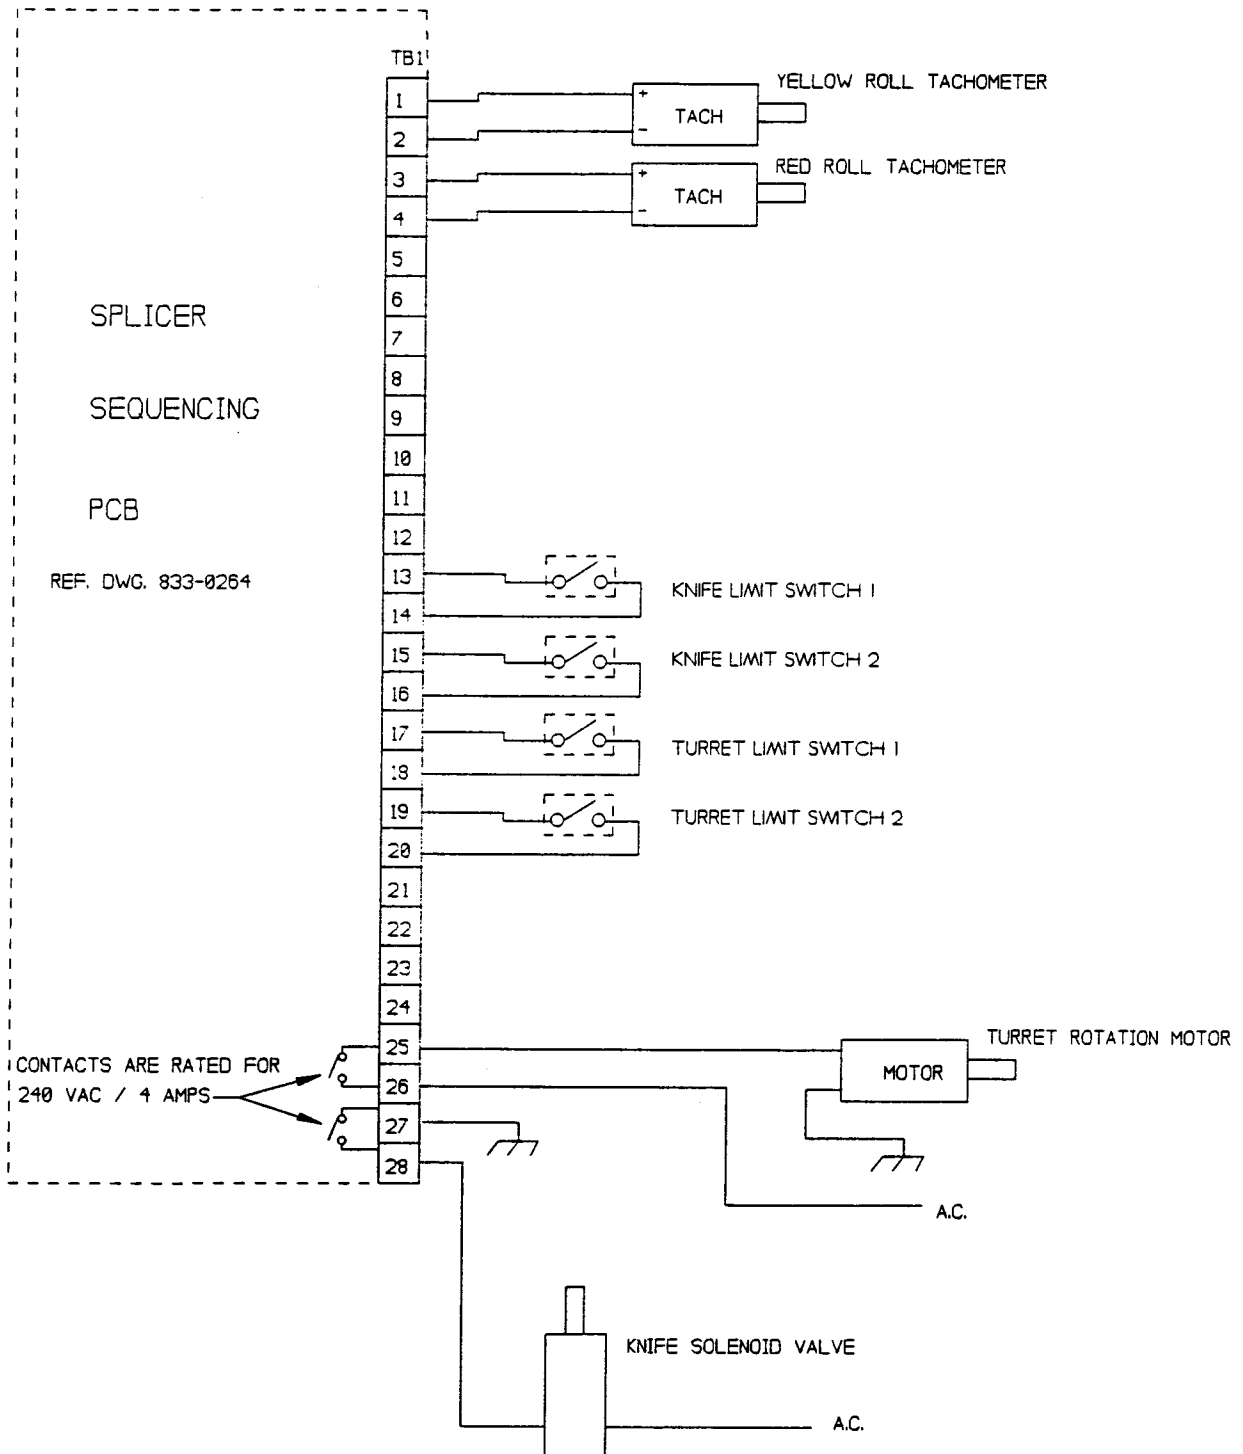 TB1
1
YELLOW ROLL TACHOMETER
+
TACH
-
2
3
RED ROLL TACHOMETER
+
TACH
-
4
5
6
SPLICER
7
8
SEQUENCING
9
10
11
PCB
12
13
REF. DWG. 833-0264
KNIFE LIMIT SWITCH 1
14
15
KNIFE LIMIT SWITCH 2
16
17
TURRET LIMIT SWITCH 1
18
19
TURRET LIMIT SWITCH 2
20
21
22
23
24
25
TURRET ROTATION MOTOR
CONTACTS ARE RATED FOR
240 VAC / 4 AMPS
26
MOTOR
27
28
A.C.
KNIFE SOLENOID VALVE
A.C.